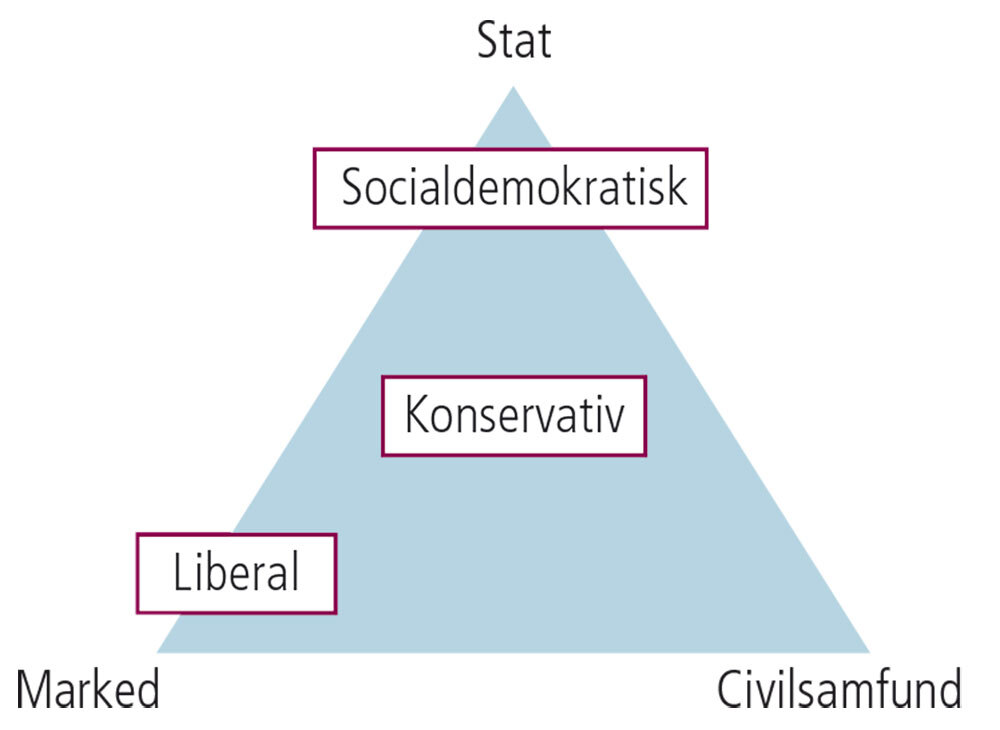 Stat
Socialdemokratisk
Konservativ
Liberal
Marked
Civilsamfund